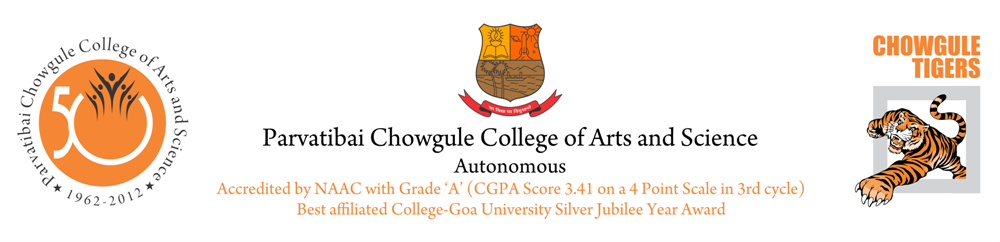 Parvatibai Chowgule College of Arts and Science
50
★ 1962-2012 ★
Parvatibai Chowgule College of Arts and Science
Autonomous
Accredited by NAAC with Grade ‘A’ (CGPA Score 3.41 on a 4 Point Scale in 3rd cycle)
Best affiliated College-Goa University Silver Jubilee Year Award
CHOWGULE
TIGERS